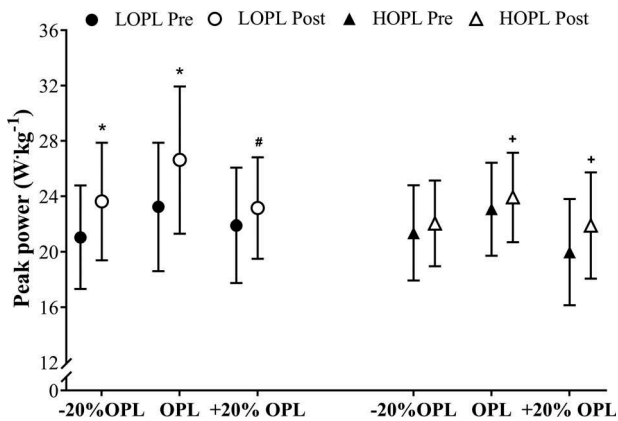 LOPL Pre LOPL Post HOPL Pre HOPL Post
Peak power (W·kg-1)
36
32
28
24
20
16
12
0
* * # + +
-20%OPL OPL +20% OPL -20%OPL OPL +20% OPL